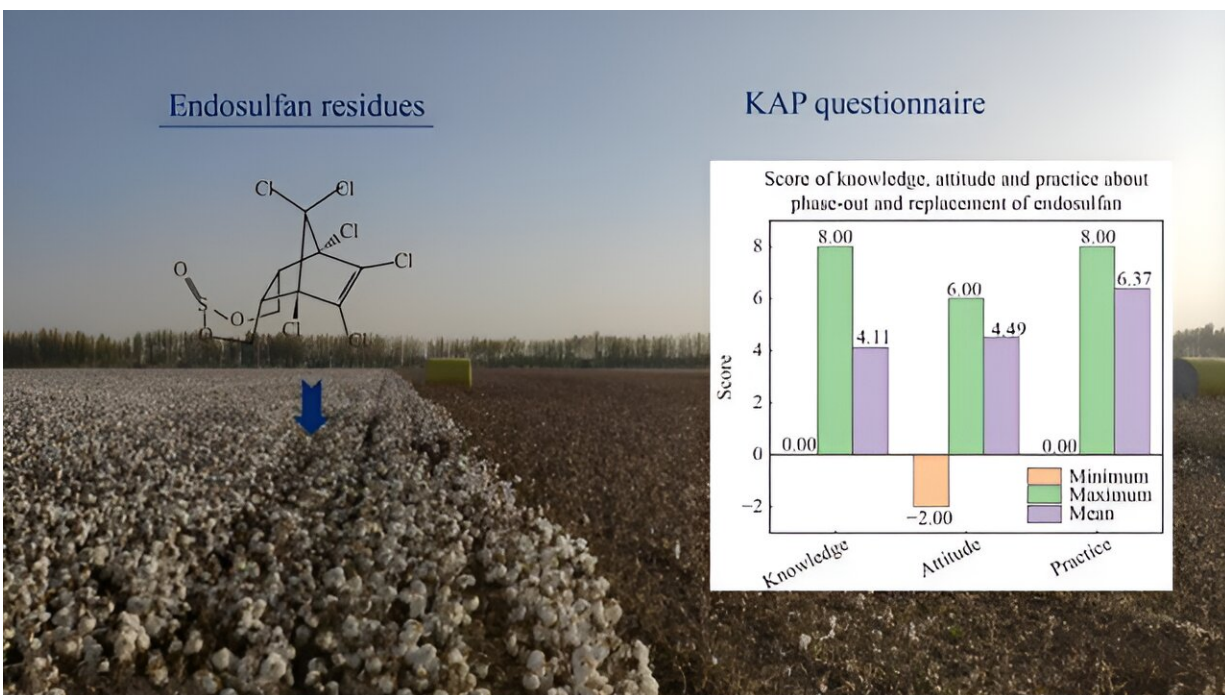 Endosulfan residues
KAP questionnaire
Cl
Cl
Cl
Cl
O
S
O
O
Cl
Cl
Score of knowledge, attitude and practice about
phase-out and replacement of endosulfan
8.00
8.00
8
6.37
6.00
6
4.49
4.11
4
Score
2
0.00
0.00
0
Minimum
Maximum
Mean
−2
−2.00
Knowledge
Attitude
Practice